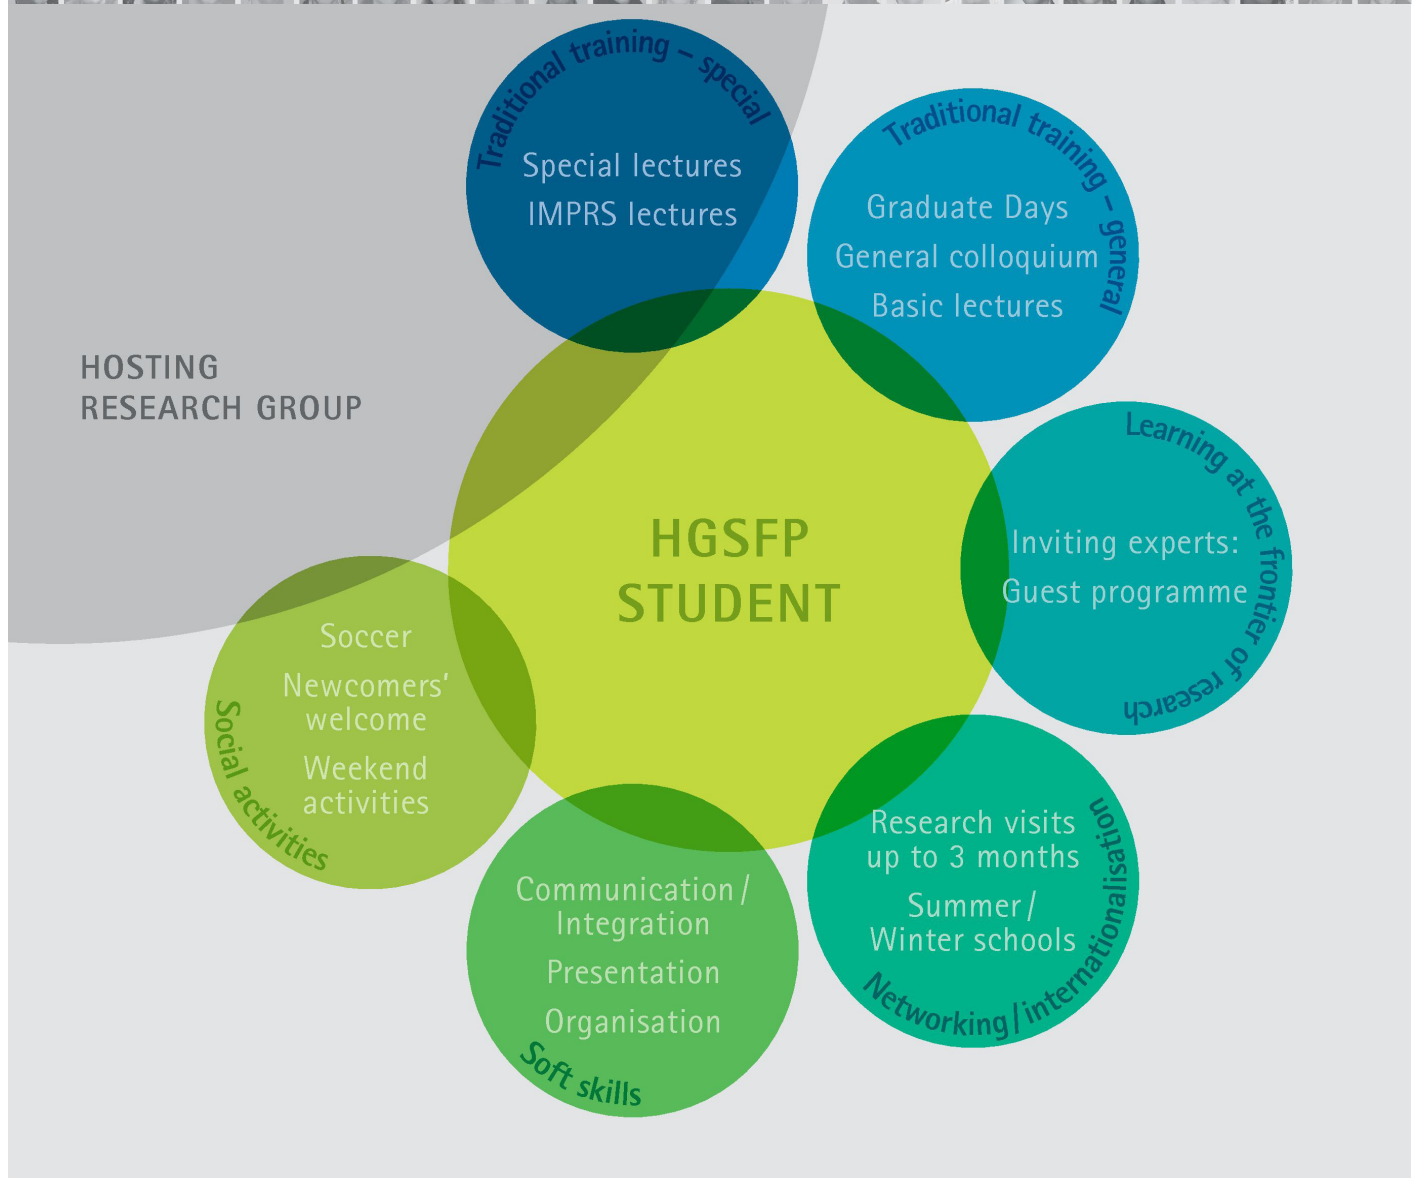 Traditional training – special
Special lectures
IMPRS lectures
Traditional training – general
Graduate Days
General colloquium
Basic lectures
HOSTING
RESEARCH GROUP
Learning at the frontier of research
Inviting experts:
Guest programme
HGSFP
STUDENT
Soccer
Newcomers‘
welcome
Weekend
activities
Social activities
Research visits
up to 3 months
Summer/
Winter schools
Networking/internationalisation
Communication/
Integration
Presentation
Organisation
Soft skills